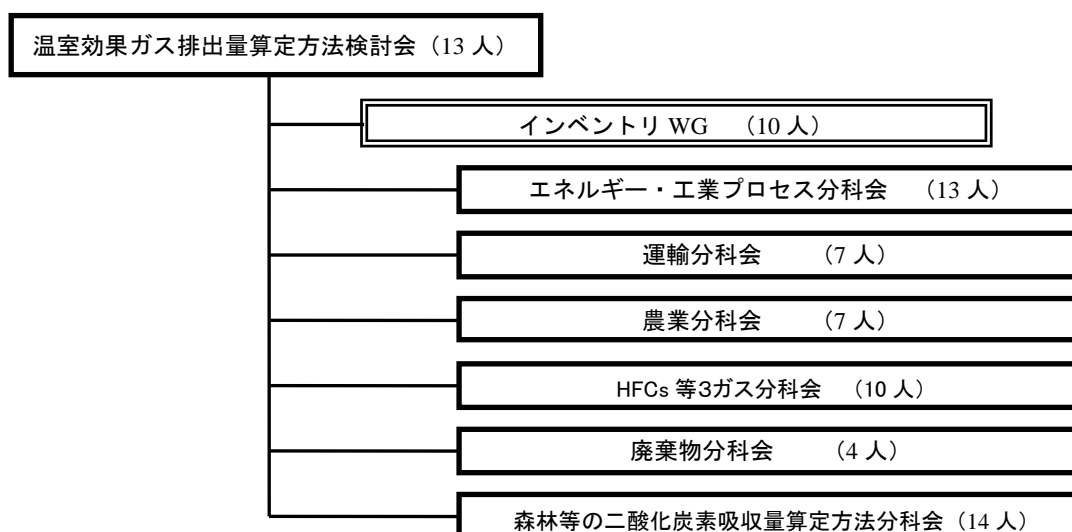 温室効果ガス排出量算定方法検討会（13 人）
インベントリ WG （10 人）
エネルギー・工業プロセス分科会 （13 人）
運輸分科会 （7 人）
農業分科会 （7 人）
HFCs 等3ガス分科会 （10 人）
廃棄物分科会 （4 人）
森林等の二酸化炭素吸収量算定方法分科会（14 人）